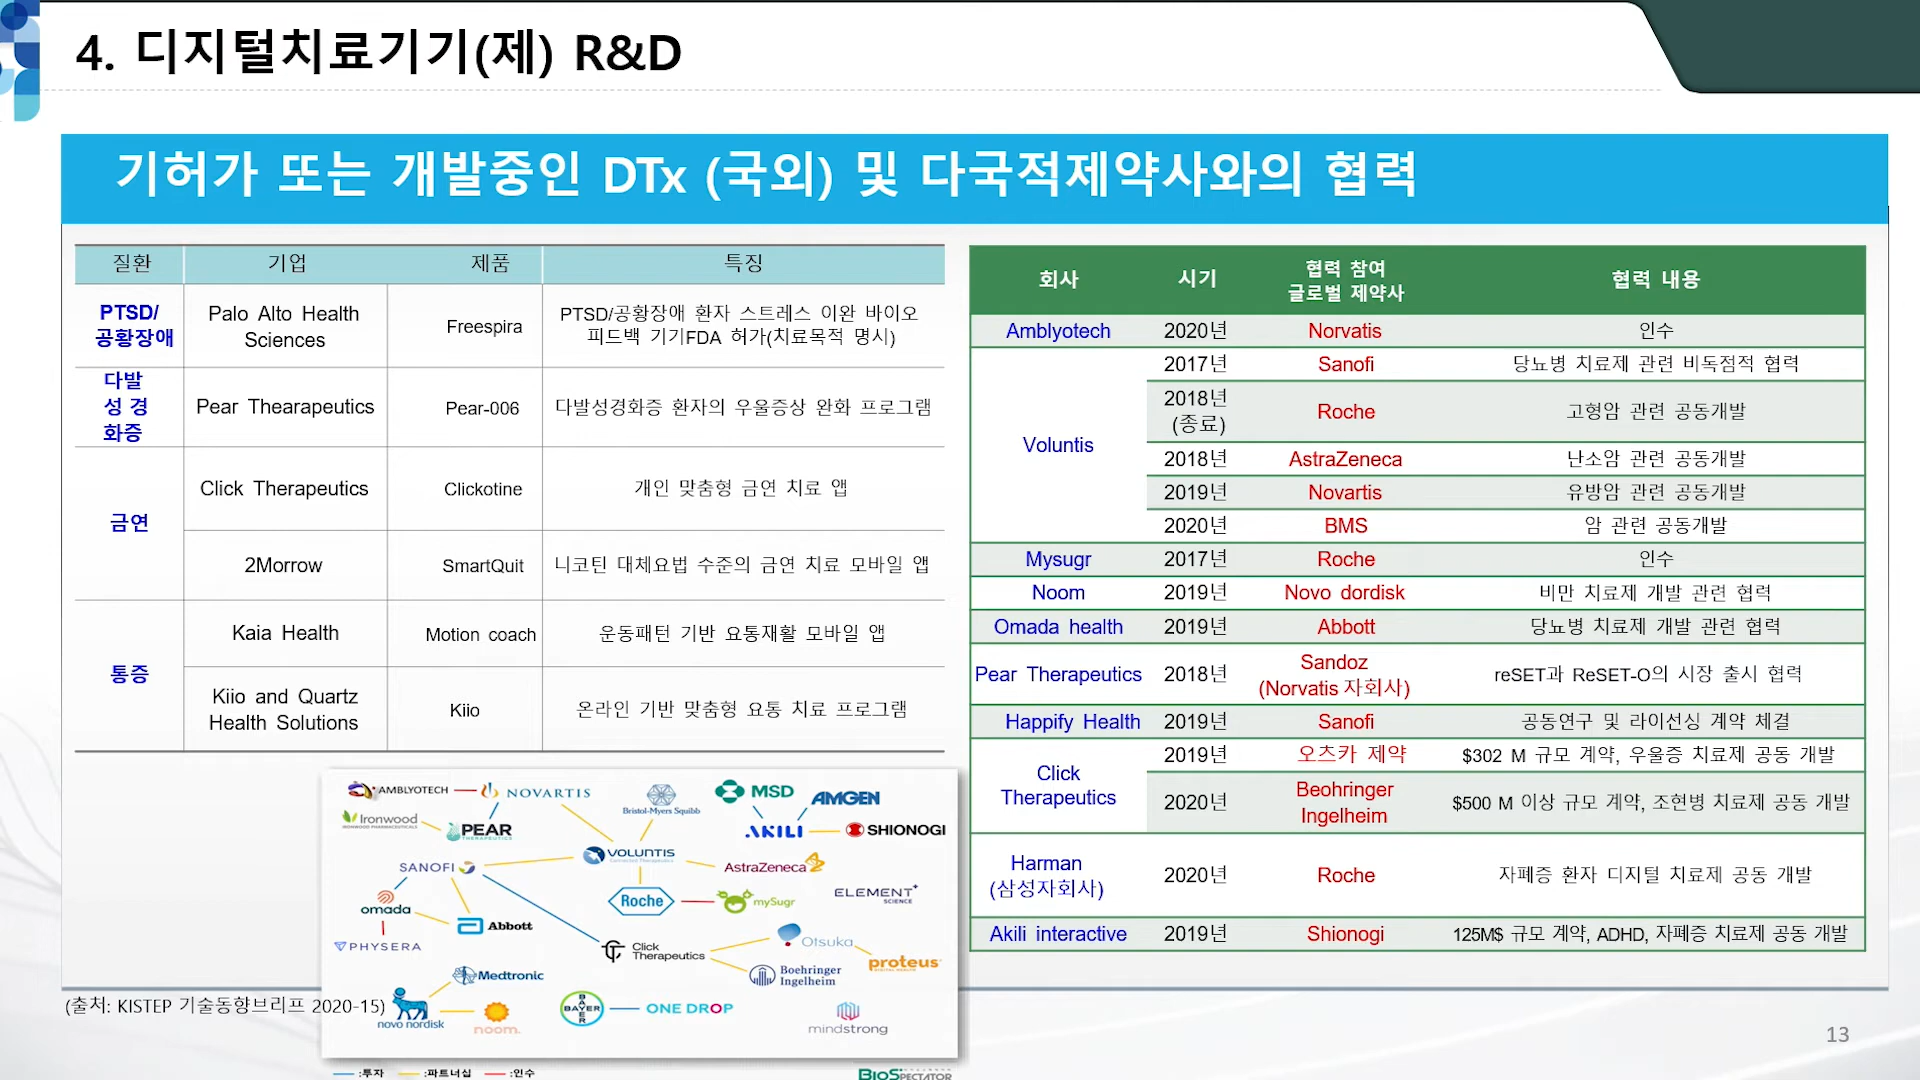 4. 디지털치료기기(제) R&D
기허가 또는 개발중인 DTx (국외) 및 다국적제약사와의 협력
질환 기업 제품 특징
PTSD/
공황장애
Palo Alto Health
Sciences
Freespira
PTSD/공황장애 환자 스트레스 이완 바이오
피드백 기기FDA 허가(치료목적 명시)
다발
성 경
화증
Pear Thearapeutics
Pear-006
다발성경화증 환자의 우울증상 완화 프로그램
금연
Click Therapeutics
Clickotine
개인 맞춤형 금연 치료 앱
2Morrow
SmartQuit
니코틴 대체요법 수준의 금연 치료 모바일 앱
통증
Kaia Health
Motion coach
운동패턴 기반 요통재활 모바일 앱
Kiio and Quartz
Health Solutions
Kiio
온라인 기반 맞춤형 요통 치료 프로그램
회사 시기 협력 참여
글로벌 제약사 협력 내용
Amblyotech 2020년 Norvatis 인수
Voluntis
2017년 Sanofi 당뇨병 치료제 관련 비독점적 협력
2018년
(종료)
Roche 고형암 관련 공동개발
2018년 AstraZeneca 난소암 관련 공동개발
2019년 Novartis 유방암 관련 공동개발
2020년 BMS 암 관련 공동개발
Mysugr 2017년 Roche 인수
Noom 2019년 Novo dordisk 비만 치료제 개발 관련 협력
Omada health 2019년 Abbott 당뇨병 치료제 개발 관련 협력
Pear Therapeutics 2018년 Sandoz
(Norvatis 자회사) reSET과 ReSET-O의 시장 출시 협력
Happify Health 2019년 Sanofi 공동연구 및 라이선싱 계약 체결
Click
Therapeutics
2019년 오츠카 제약 $302 M 규모 계약, 우울증 치료제 공동 개발
2020년 Beohringer
Ingelheim $500 M 이상 규모 계약, 조현병 치료제 공동 개발
Harman
(삼성자회사)
2020년 Roche 자폐증 환자 디지털 치료제 공동 개발
Akili interactive 2019년 Shionogi 125M$ 규모 계약, ADHD, 자폐증 치료제 공동 개발
AMBLYOTECH
NOVARTIS
Bristol-Myers Squibb
MSD
AMGEN
Ironwood
IRONWOOD PHARMACEUTICALS
PEAR
THERAPEUTICS
AKILI
SHIONOGI
SANOFI
VOLUNTIS
AstraZeneca
omada
Roche
mySugr
ELEMENT+
SCIENCE
Abbott
PHYSERA
Click
Therapeutics
Otsuka
proteus
DIGITAL HEALTH
Medtronic
Boehringer
Ingelheim
novo nordisk
noom.
BAYER
BAYER
ONE DROP
mindstrong
(출처: KISTEP 기술동향브리프 2020-15)
:투자 :파트너십 :인수
BIOSPECTATOR
13